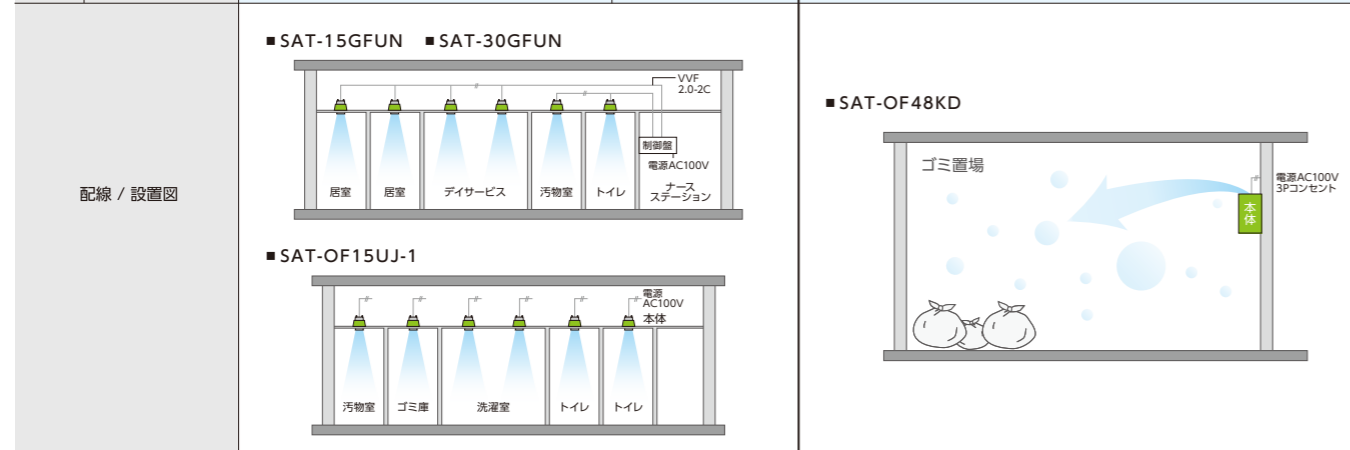 配線 / 設置図
■ SAT-15GFUN ■ SAT-30GFUN
VVF
2.0-2C
制御盤
電源AC100V
居室
居室
デイサービス
汚物室
トイレ
ナース
ステーション
■ SAT-OF15UJ-1
電源
AC100V
本体
汚物室
ゴミ庫
洗濯室
トイレ
トイレ
■ SAT-OF48KD
ゴミ置場
電源AC100V
3Pコンセント
本体